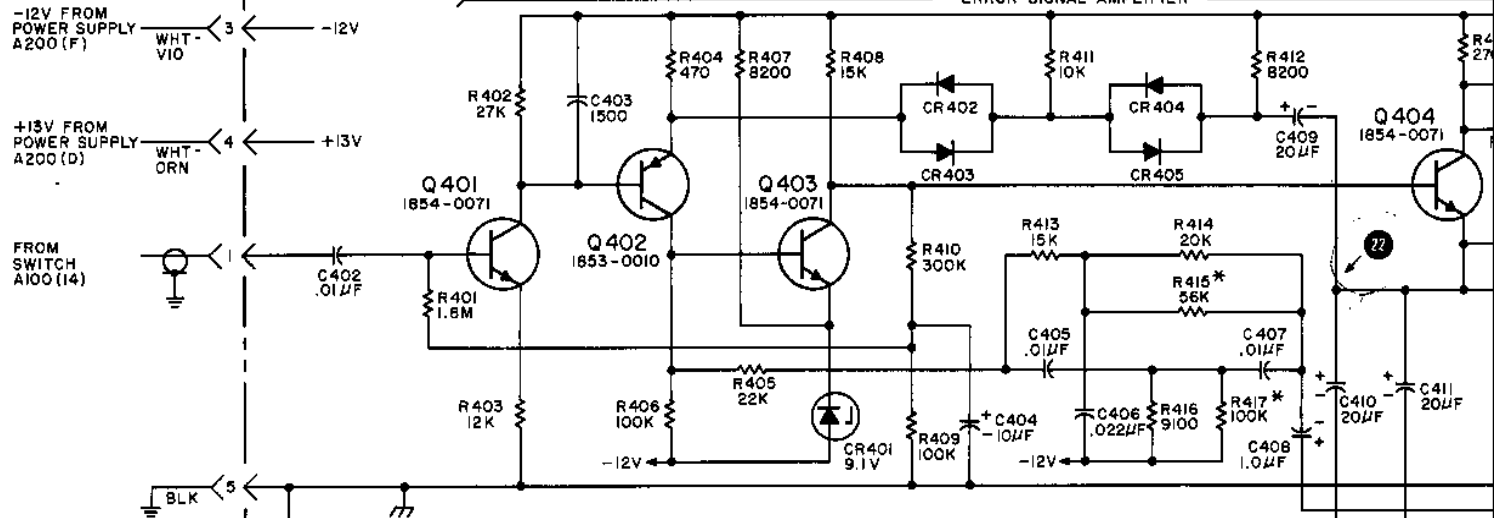 -12V FROM
POWER SUPPLY
A200 (F)
WHT-
VIO
3
-12V
+13V FROM
POWER SUPPLY
A200 (D)
WHT-
ORN
4
+13V
FROM
SWITCH
A100 (14)
1
BLK
5
C402
.01µF
R401
1.8M
Q401
1854-0071
R402
27K
C403
1500
R403
12K
Q402
1853-0010
R404
470
R407
8200
R408
15K
Q403
1854-0071
R405
22K
R406
100K
-12V
CR401
9.1V
R410
300K
R409
100K
+
C404
-10µF
CR402
CR403
R411
10K
CR404
CR405
R412
8200
+ -
C409
20µF
Q404
1854-0071
R413
15K
R414
20K
R415*
56K
C405
.01µF
C407
.01µF
C406
.022µF
R416
9100
R417*
100K
-12V
C408
1.0µF
-
+
22
+
-
C410
20µF
+
-
C411
20µF